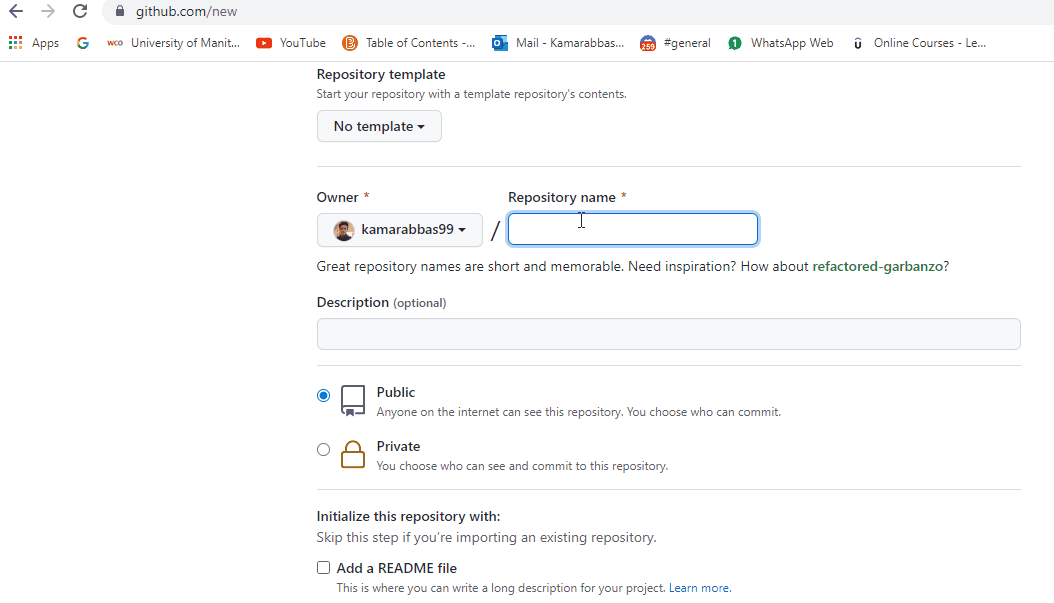 github.com/new
Apps University of Manit... YouTube Table of Contents -... Mail - Kamarabbas... #general WhatsApp Web Online Courses - Le...
Repository template
Start your repository with a template repository's contents.
No template
Owner * Repository name *
kamarabbas99 /
Great repository names are short and memorable. Need inspiration? How about refactored-garbanzo?
Description (optional)
Public
Anyone on the internet can see this repository. You choose who can commit.
Private
You choose who can see and commit to this repository.
Initialize this repository with:
Skip this step if you're importing an existing repository.
Add a README file
This is where you can write a long description for your project. Learn more.